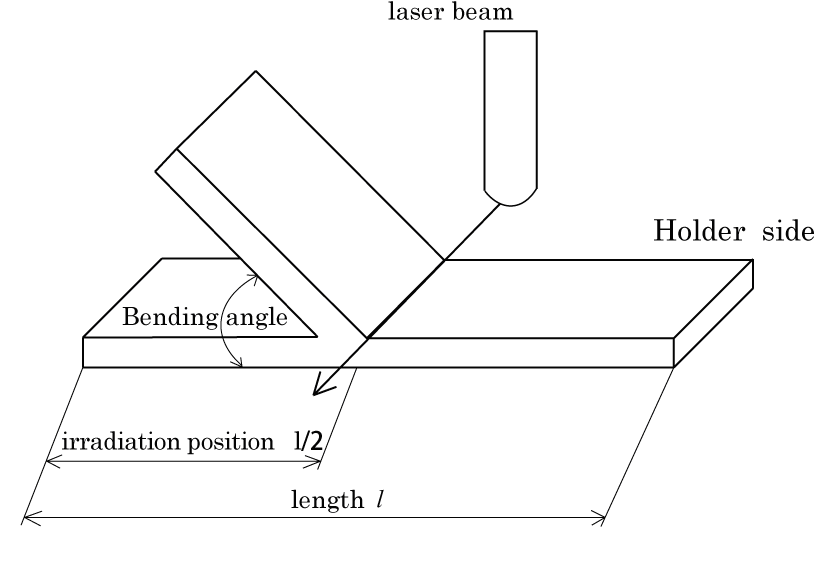 laser beam
Holder side
Bending angle
irradiation position l/2
length l